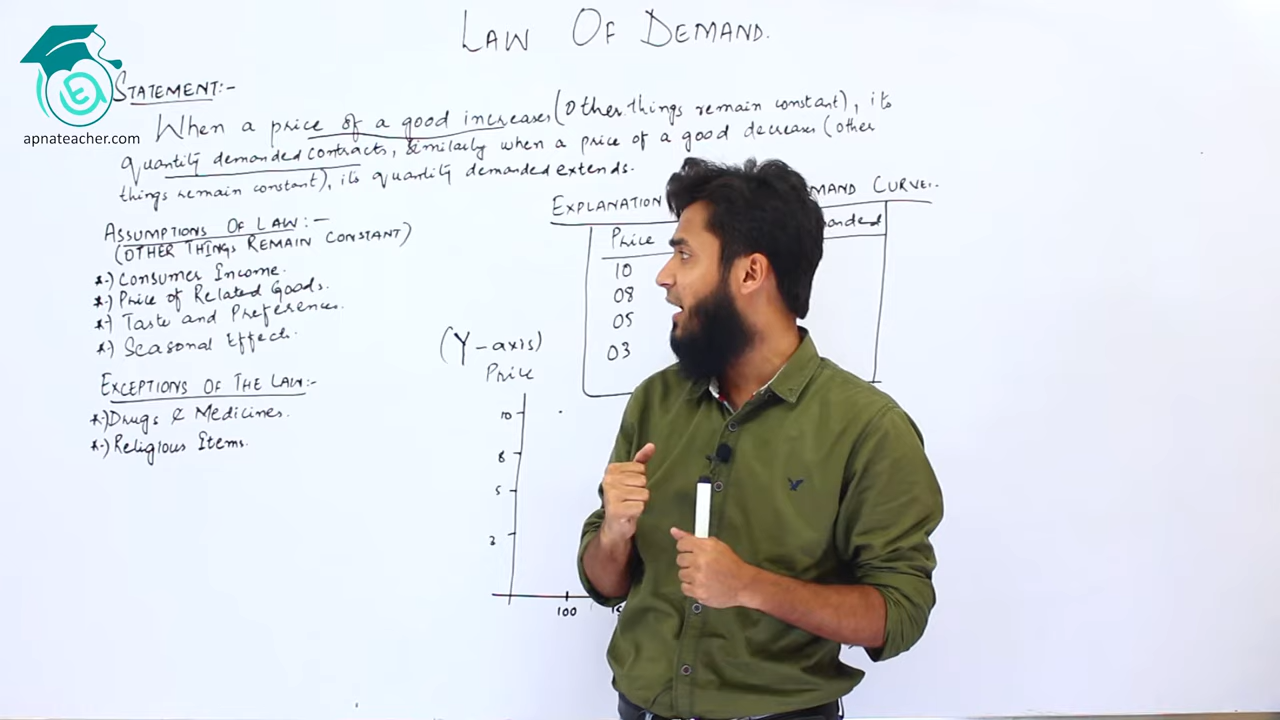 LAW OF DEMAND.
apnateacher.com
STATEMENT:-
When a price of a good increases (Other things remain constant), its
quantity demanded contracts, similarly when a price of a good decreases (other
things remain constant), its quantity demanded extends.
ASSUMPTIONS OF LAW:-
(OTHER THINGS REMAIN CONSTANT)
*) Consumer Income.
*) Price of Related Goods.
*) Taste and Preferences.
*) Seasonal Effect.
EXCEPTIONS OF THE LAW:-
*) Drugs & Medicines.
*) Religious Items.
EXPLANATION MAND CURVE:-
Price manded
10
08
05
03
(Y-axis)
Price
10
8
5
3
100